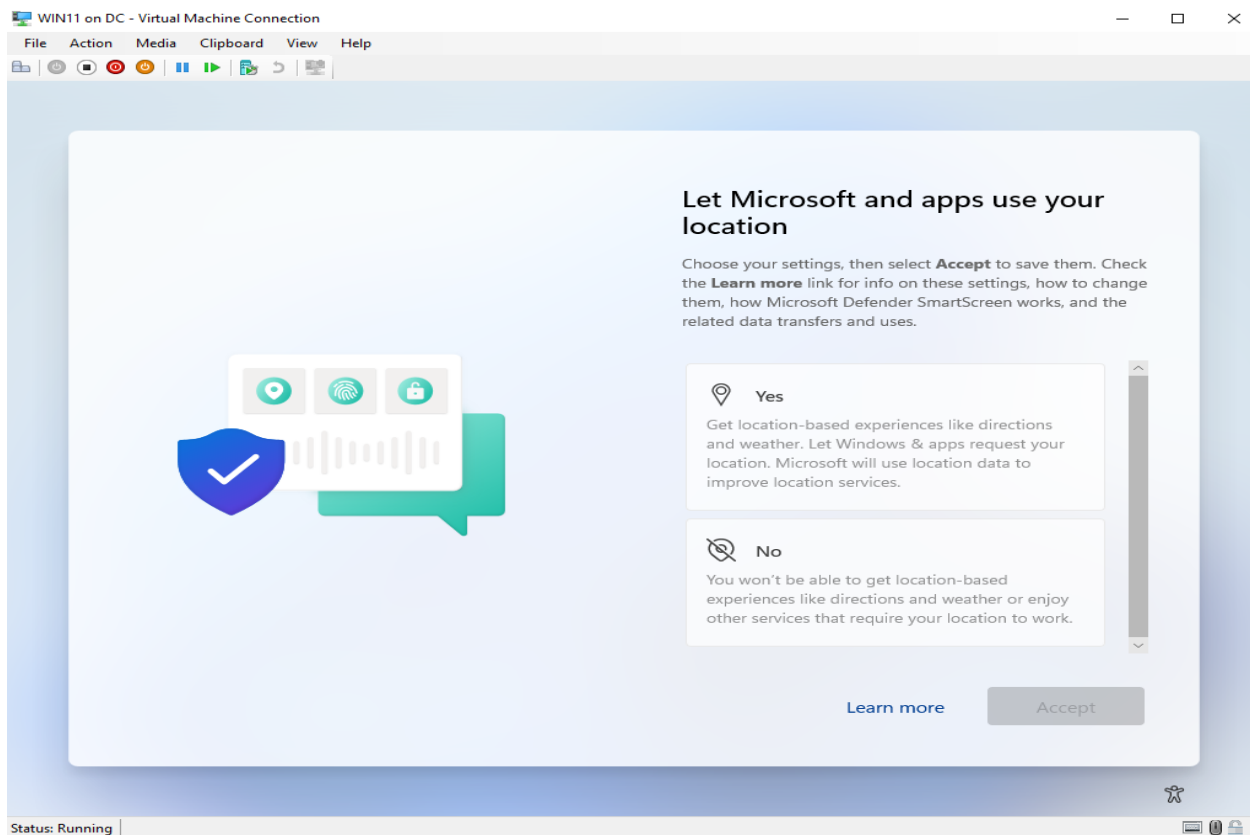 WIN11 on DC - Virtual Machine Connection
File Action Media Clipboard View Help
Let Microsoft and apps use your
location
Choose your settings, then select Accept to save them. Check
the Learn more link for info on these settings, how to change
them, how Microsoft Defender SmartScreen works, and the
related data transfers and uses.
Yes
Get location-based experiences like directions
and weather. Let Windows & apps request your
location. Microsoft will use location data to
improve location services.
No
You won't be able to get location-based
experiences like directions and weather or enjoy
other services that require your location to work.
Learn more
Accept
Status: Running